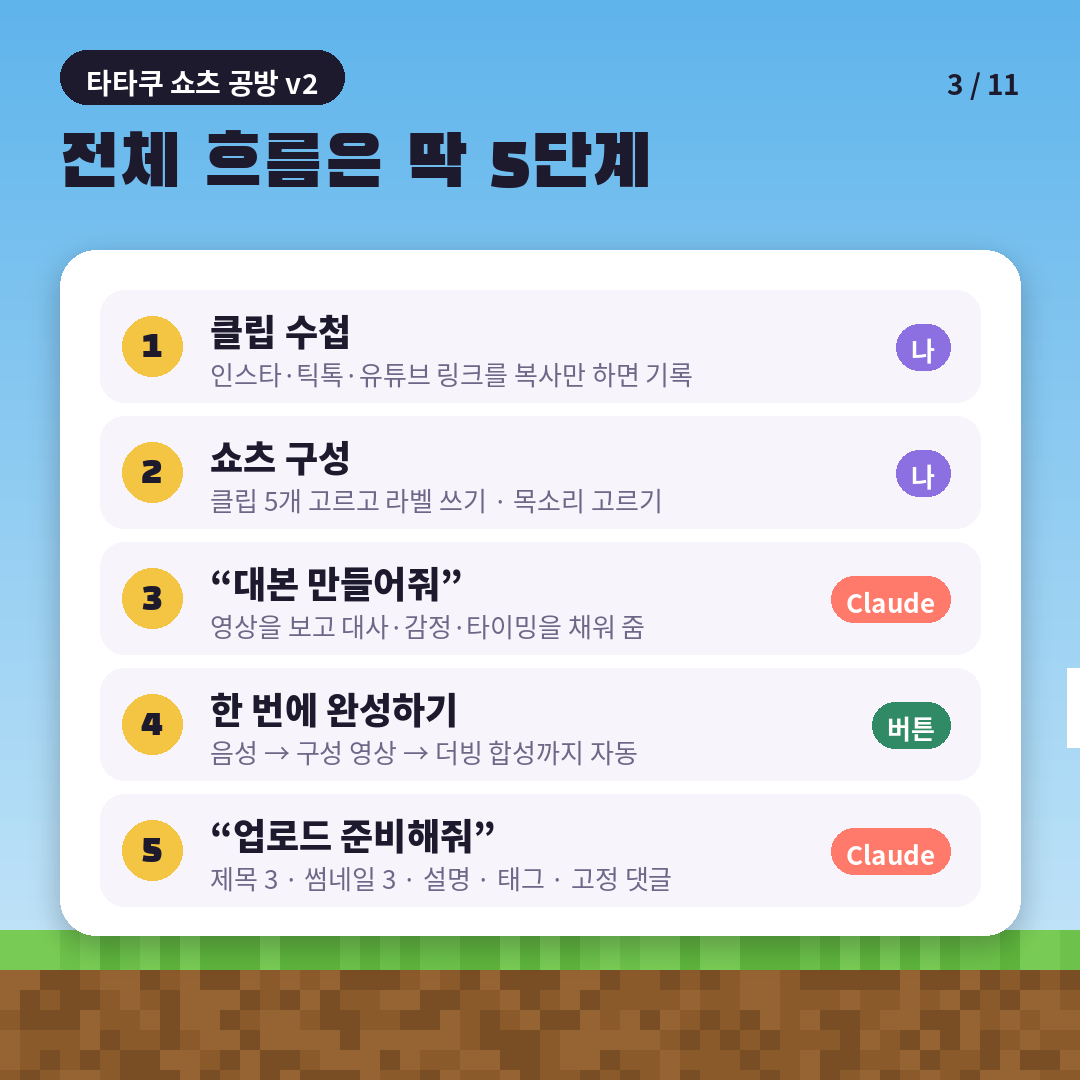 타타쿠 쇼츠 공방 v2
3 / 11
전체 흐름은 딱 5단계
1
클립 수첩
인스타·틱톡·유튜브 링크를 복사만 하면 기록
나
2
쇼츠 구성
클립 5개 고르고 라벨 쓰기 · 목소리 고르기
나
3
“대본 만들어줘”
영상을 보고 대사·감정·타이밍을 채워 줌
Claude
4
한 번에 완성하기
음성 → 구성 영상 → 더빙 합성까지 자동
버튼
5
“업로드 준비해줘”
제목 3 · 썸네일 3 · 설명 · 태그 · 고정 댓글
Claude